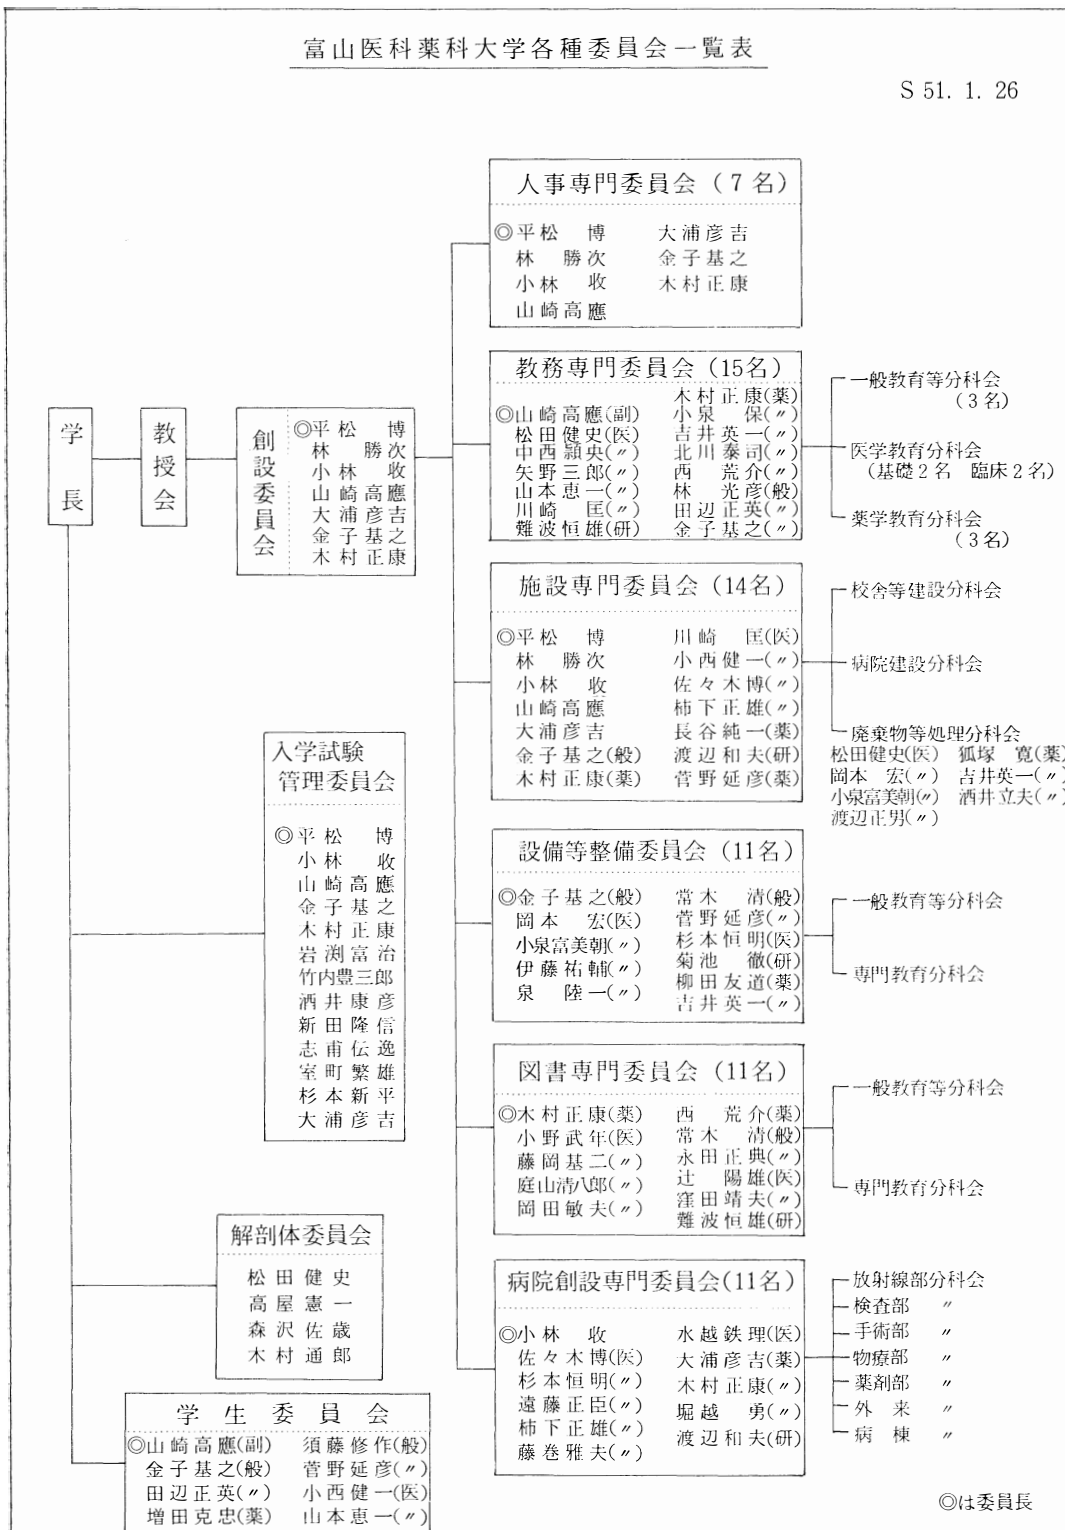 富山医科薬科大学各種委員会一覧表
S 51. 1. 26
学長
教授会
創設委員会
◎平松 博
林 勝次
小林 収
山崎高應
大浦彦吉
金子基之
木村正康
人事専門委員会（7名）
◎平松 博 大浦彦吉
林 勝次 金子基之
小林 収 木村正康
山崎高應
教務専門委員会（15名）
木村正康(薬)
◎山崎高應(副) 小泉 保(〃)
松田健史(医) 吉井英一(〃)
中西頴央(〃) 北川泰司(〃)
矢野三郎(〃) 西 荒介(〃)
山本恵一(〃) 林 光彦(般)
川崎 匡(〃) 田辺正英(〃)
難波恒雄(研) 金子基之(〃)
一般教育等分科会
（3名）
医学教育分科会
（基礎2名 臨床2名）
薬学教育分科会
（3名）
施設専門委員会（14名）
◎平松 博 川崎 匡(医)
林 勝次 小西健一(〃)
小林 收 佐々木博(〃)
山崎高應 柿下正雄(〃)
大浦彦吉 長谷純一(薬)
金子基之(般) 渡辺和夫(研)
木村正康(薬) 菅野延彦(薬)
校舎等建設分科会
病院建設分科会
廃棄物等処理分科会
松田健史(医) 狐塚 寛(薬)
岡本 宏(〃) 吉井英一(〃)
小泉富美朝(〃) 酒井立夫(〃)
渡辺正男(〃)
入学試験
管理委員会
◎平松 博
小林 收
山崎高應
金子基之
木村正康
岩渕富治
竹内豊三郎
酒井康彦
新田隆信
志甫伝逸
室町繁雄
杉本新平
大浦彦吉
設備等整備委員会（11名）
◎金子基之(般) 常木 清(般)
岡本 宏(医) 菅野延彦(〃)
小泉富美朝(〃) 杉本恒明(医)
伊藤祐輔(〃) 菊池 徹(研)
泉 陸一(〃) 柳田友道(薬)
吉井英一(〃)
一般教育等分科会
専門教育分科会
図書専門委員会（11名）
◎木村正康(薬) 西 荒介(薬)
小野武年(医) 常木 清(般)
藤岡基二(〃) 永田正典(〃)
庭山清八郎(〃) 辻 陽雄(医)
岡田敏夫(〃) 窪田靖夫(〃)
難波恒雄(研)
一般教育等分科会
専門教育分科会
解剖体委員会
松田健史
高屋憲一
森沢佐歳
木村通郎
病院創設専門委員会(11名）
◎小林 收 水越鉄理(医)
佐々木博(医) 大浦彦吉(薬)
杉本恒明(〃) 木村正康(〃)
遠藤正臣(〃) 堀越 勇(〃)
柿下正雄(〃) 渡辺和夫(研)
藤巻雅夫(〃)
放射線部分科会
検査部 〃
手術部 〃
物療部 〃
薬剤部 〃
外来 〃
病棟 〃
学生委員会
◎山崎高應(副) 須藤修作(般)
金子基之(般) 菅野延彦(〃)
田辺正英(〃) 小西健一(医)
増田克忠(薬) 山本恵一(〃)
◎は委員長